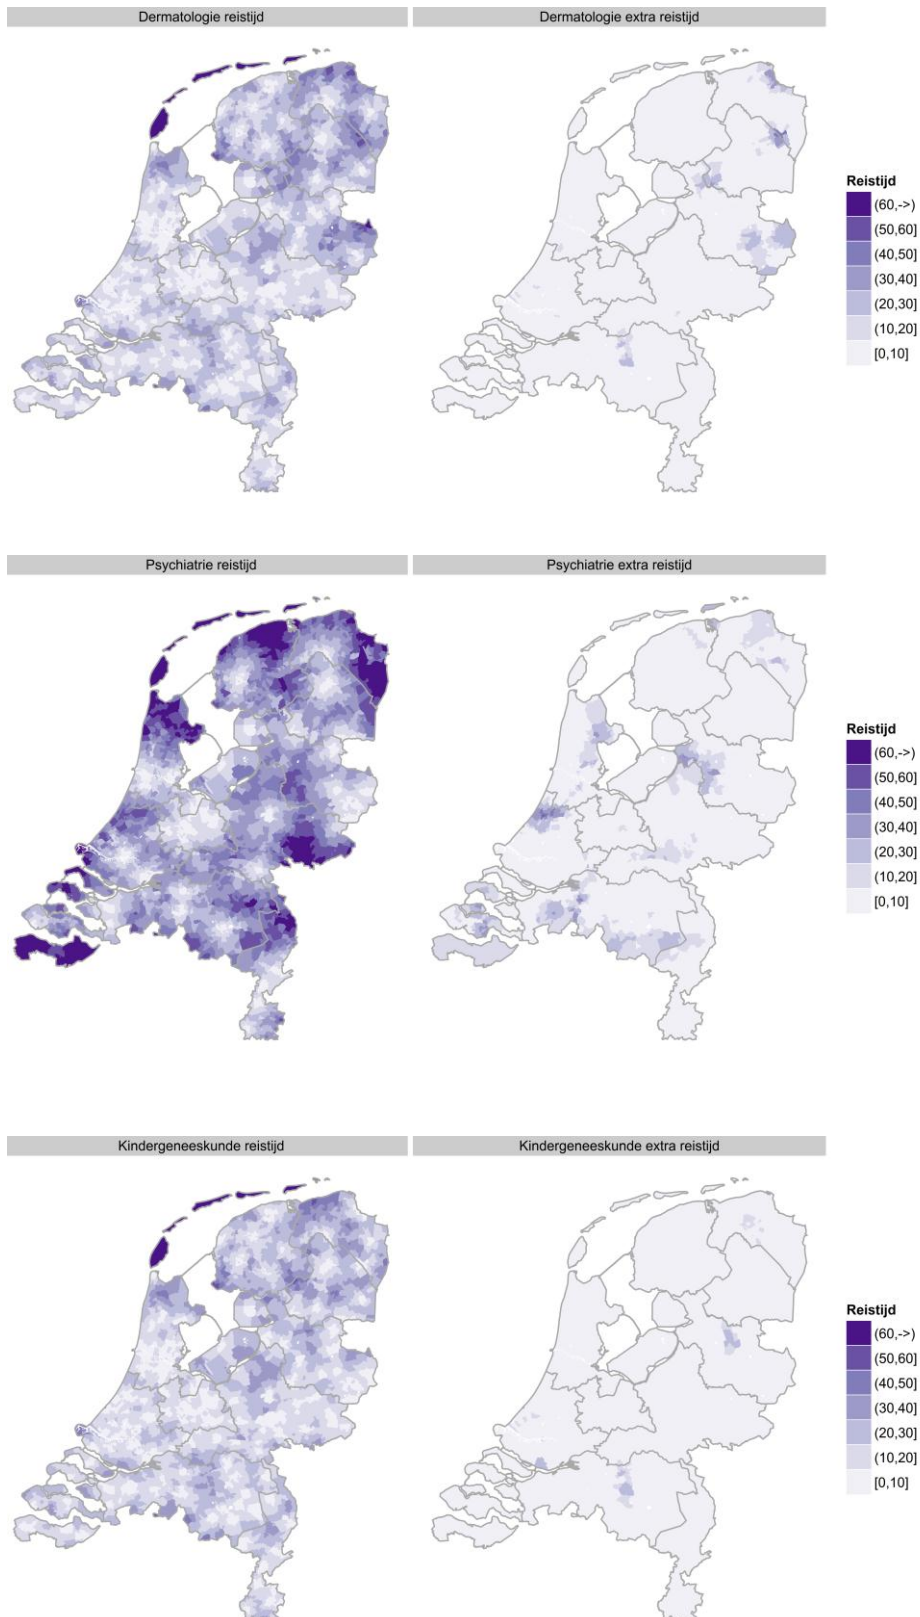 Dermatologie reistijd
Dermatologie extra reistijd
Reistijd
(60,->)
(50,60]
(40,50]
(30,40]
(20,30]
(10,20]
[0,10]
Psychiatrie reistijd
Psychiatrie extra reistijd
Reistijd
(60,->)
(50,60]
(40,50]
(30,40]
(20,30]
(10,20]
[0,10]
Kindergeneeskunde reistijd
Kindergeneeskunde extra reistijd
Reistijd
(60,->)
(50,60]
(40,50]
(30,40]
(20,30]
(10,20]
[0,10]